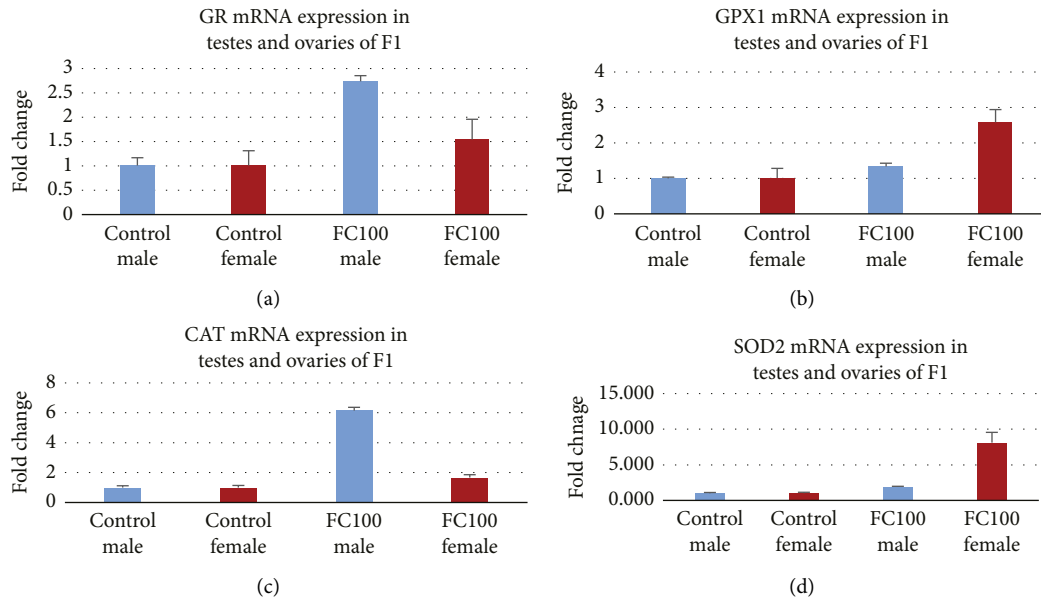 GR mRNA expression in
testes and ovaries of F1
Fold change
3
2.5
2
1.5
1
0.5
0
Control
male
Control
female
FC100
male
FC100
female
(a)
GPX1 mRNA expression in
testes and ovaries of F1
Fold change
4
3
2
1
0
Control
male
Control
female
FC100
male
FC100
female
(b)
CAT mRNA expression in
testes and ovaries of F1
Fold change
8
6
4
2
0
Control
male
Control
female
FC100
male
FC100
female
(c)
SOD2 mRNA expression in
testes and ovaries of F1
Fold chnage
15.000
10.000
5.000
0.000
Control
male
Control
female
FC100
male
FC100
female
(d)